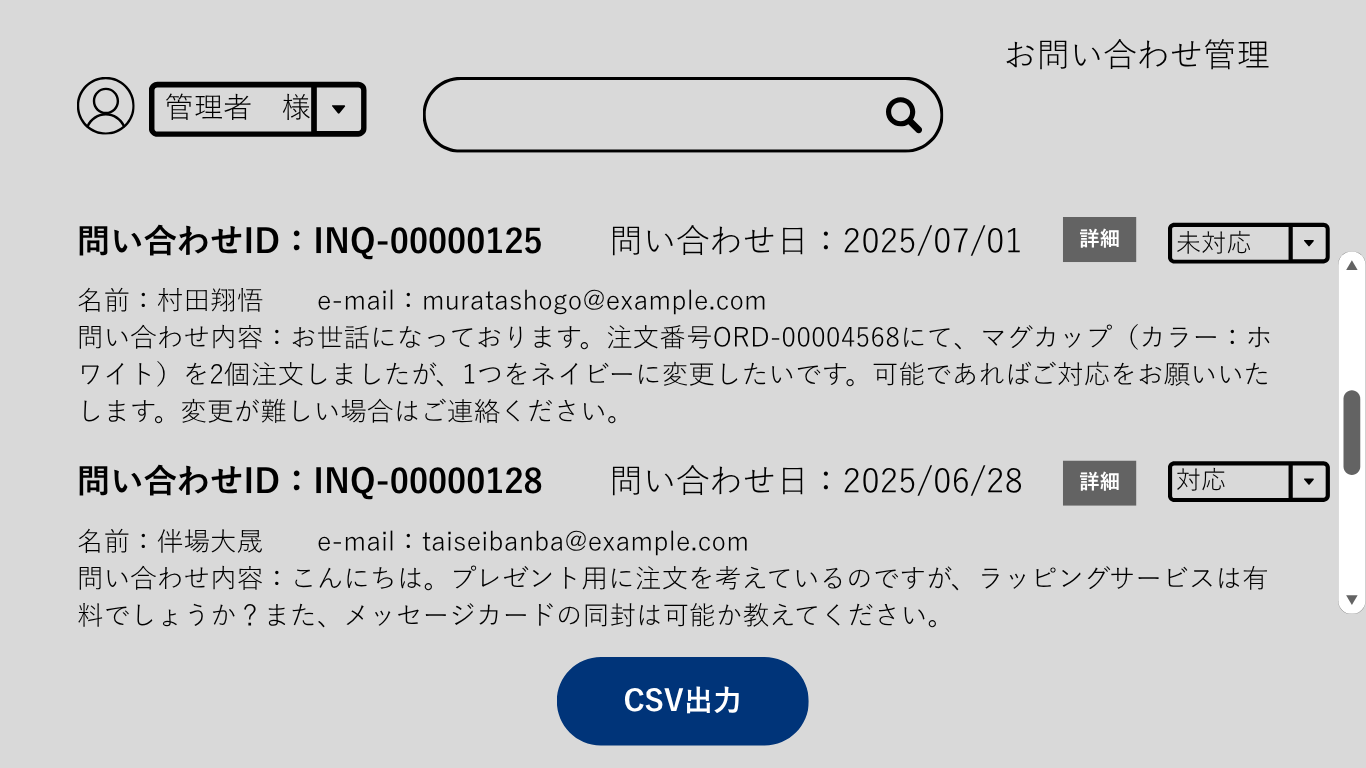 お問い合わせ管理
管理者　様
問い合わせID：INQ-00000125　問い合わせ日：2025/07/01　詳細　未対応
名前：村田翔悟　e-mail：muratashogo@example.com
問い合わせ内容：お世話になっております。注文番号ORD-00004568にて、マグカップ（カラー：ホ
ワイト）を2個注文しましたが、1つをネイビーに変更したいです。可能であればご対応をお願いいた
します。変更が難しい場合はご連絡ください。
問い合わせID：INQ-00000128　問い合わせ日：2025/06/28　詳細　対応
名前：伴場大晟　e-mail：taiseibanba@example.com
問い合わせ内容：こんにちは。プレゼント用に注文を考えているのですが、ラッピングサービスは有
料でしょうか？また、メッセージカードの同封は可能か教えてください。
CSV出力